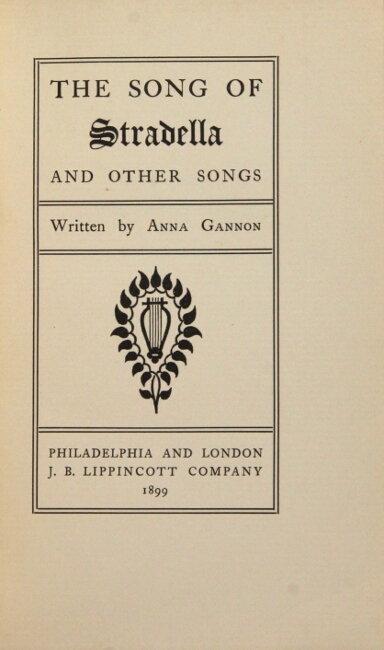 THE SONG OF
Stradella
AND OTHER SONGS
Written by ANNA GANNON
PHILADELPHIA AND LONDON
J. B. LIPPINCOTT COMPANY
1899